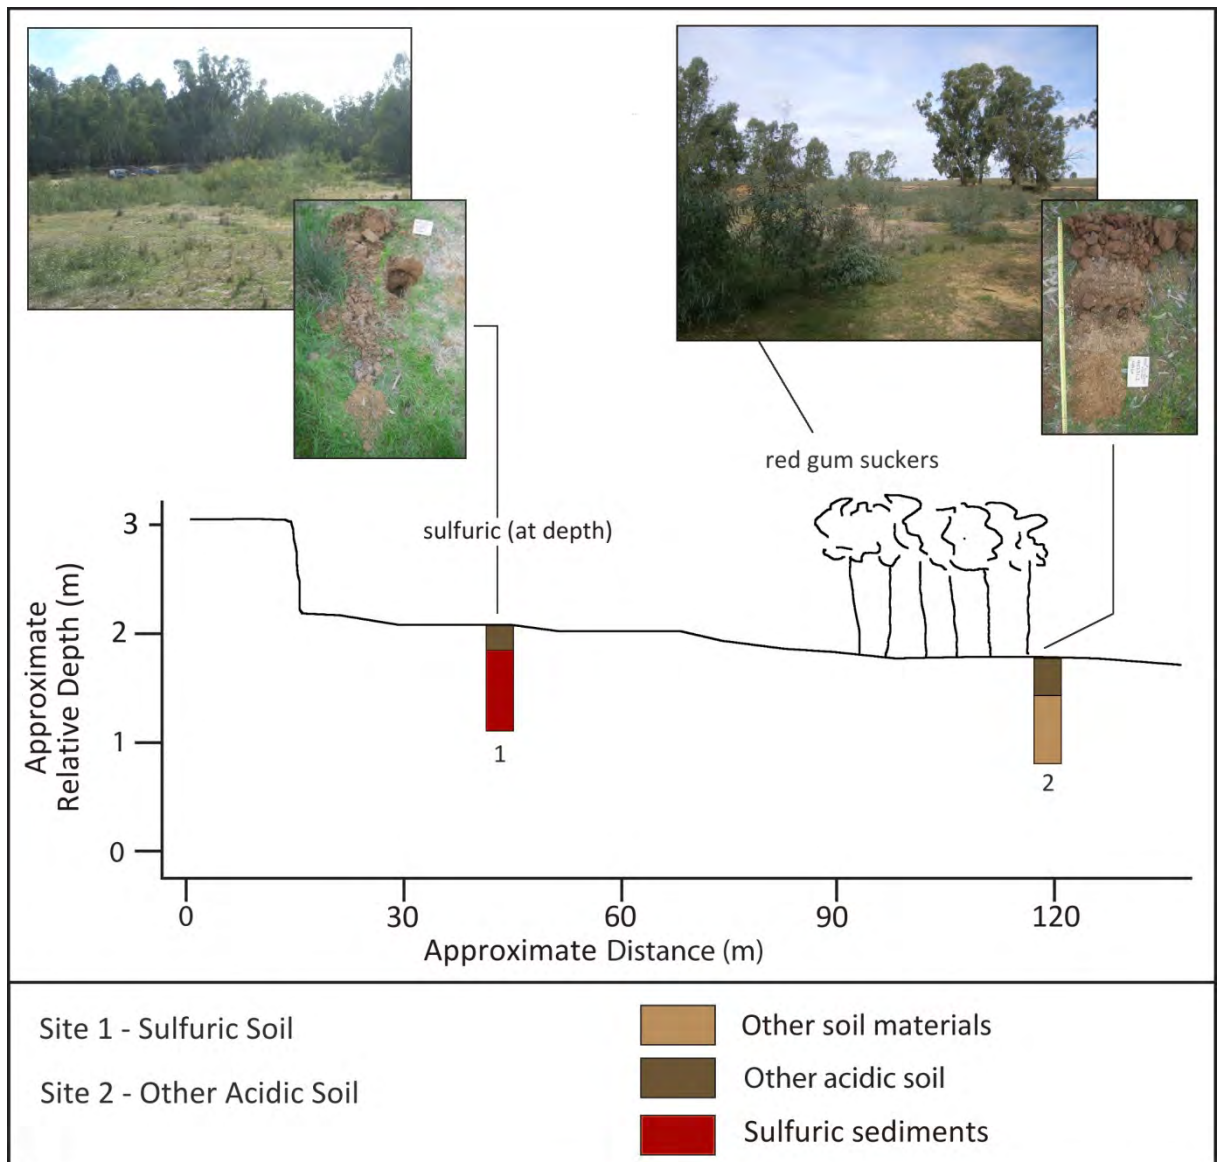 red gum suckers
sulfuric (at depth)
3
2
1
0
Approximate
Relative Depth (m)
1
2
0
30
60
90
120
Approximate Distance (m)
Site 1 - Sulfuric Soil
Site 2 - Other Acidic Soil
Other soil materials
Other acidic soil
Sulfuric sediments